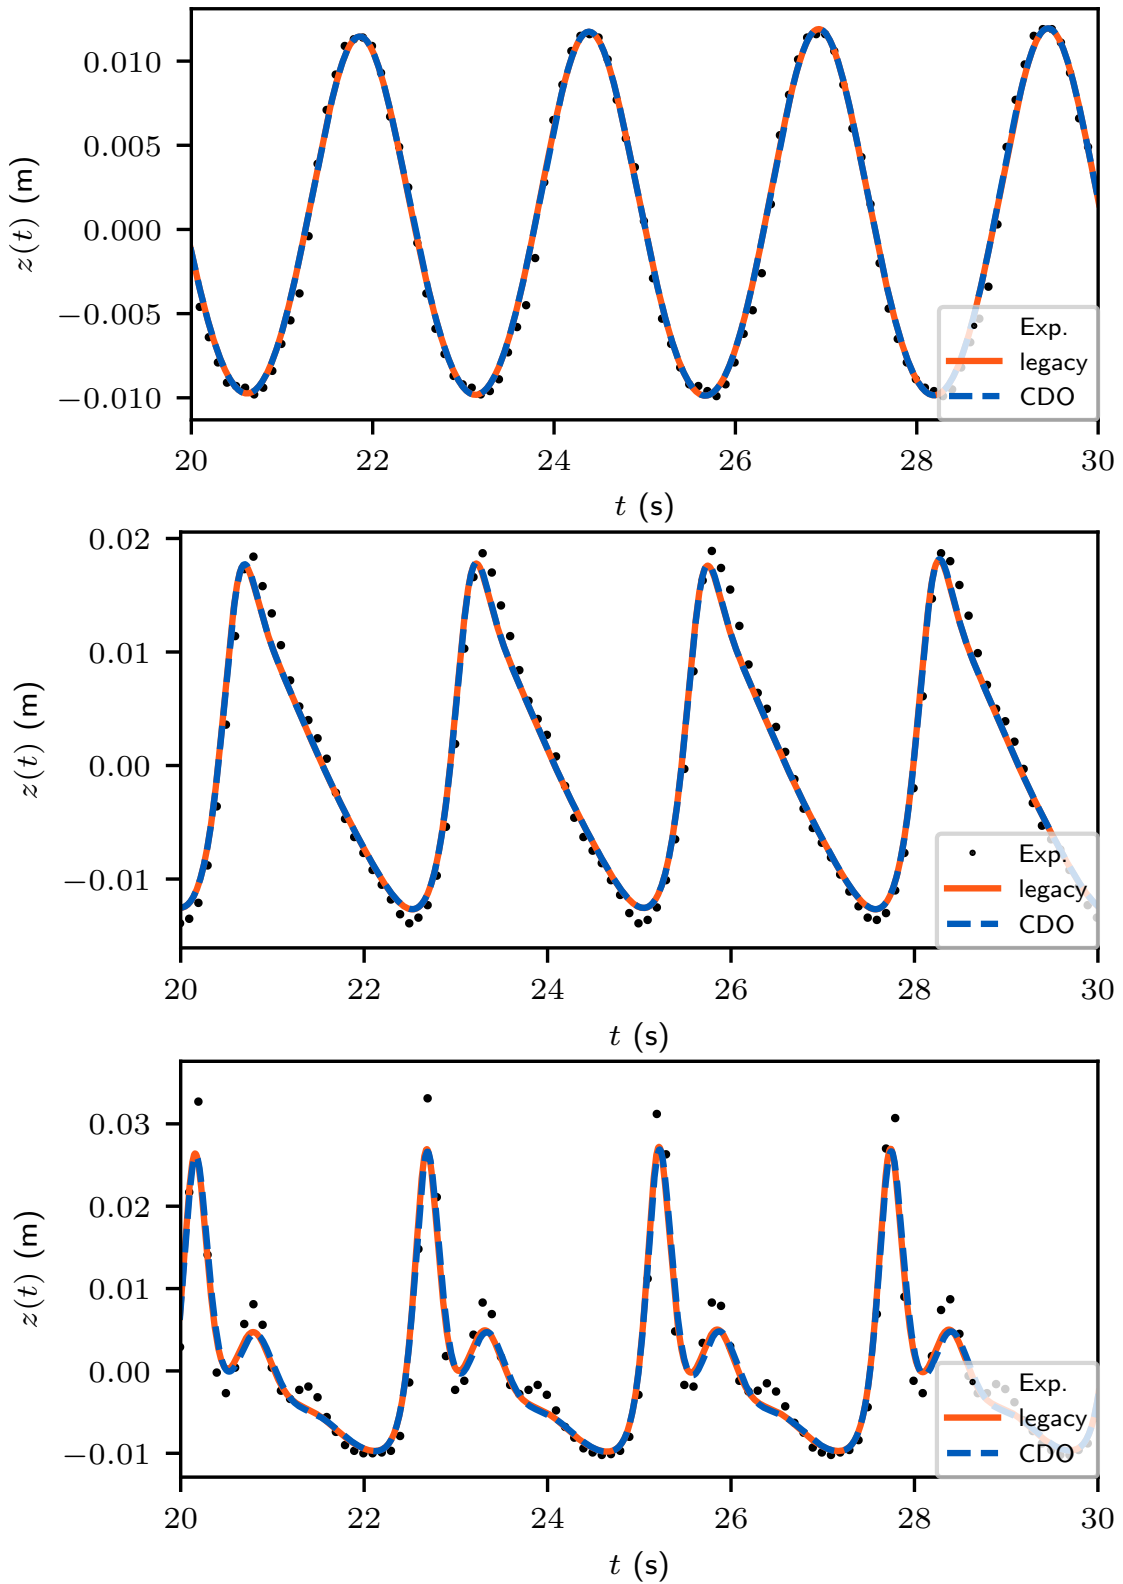 0.010
0.005
0.000
−0.005
−0.010
z(t) (m)
Exp.
legacy
CDO
20 22 24 26 28 30
t (s)
0.02
0.01
0.00
−0.01
z(t) (m)
Exp.
legacy
CDO
20 22 24 26 28 30
t (s)
0.03
0.02
0.01
0.00
−0.01
z(t) (m)
Exp.
legacy
CDO
20 22 24 26 28 30
t (s)